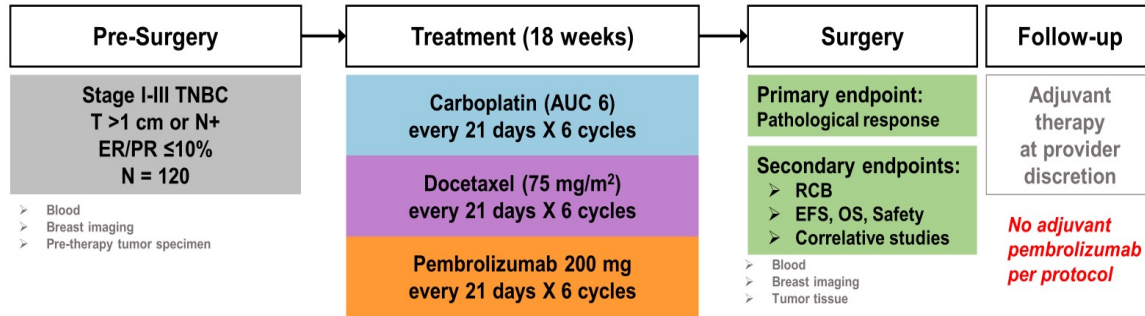 Pre-Surgery
Stage I-III TNBC
T >1 cm or N+
ER/PR ≤10%
N = 120
➢ Blood
➢ Breast imaging
➢ Pre-therapy tumor specimen
Treatment (18 weeks)
Carboplatin (AUC 6)
every 21 days X 6 cycles
Docetaxel (75 mg/m²)
every 21 days X 6 cycles
Pembrolizumab 200 mg
every 21 days X 6 cycles
Surgery
Primary endpoint:
Pathological response
Secondary endpoints:
➢ RCB
➢ EFS, OS, Safety
➢ Correlative studies
➢ Blood
➢ Breast imaging
➢ Tumor tissue
Follow-up
Adjuvant
therapy
at provider
discretion
No adjuvant
pembrolizumab
per protocol